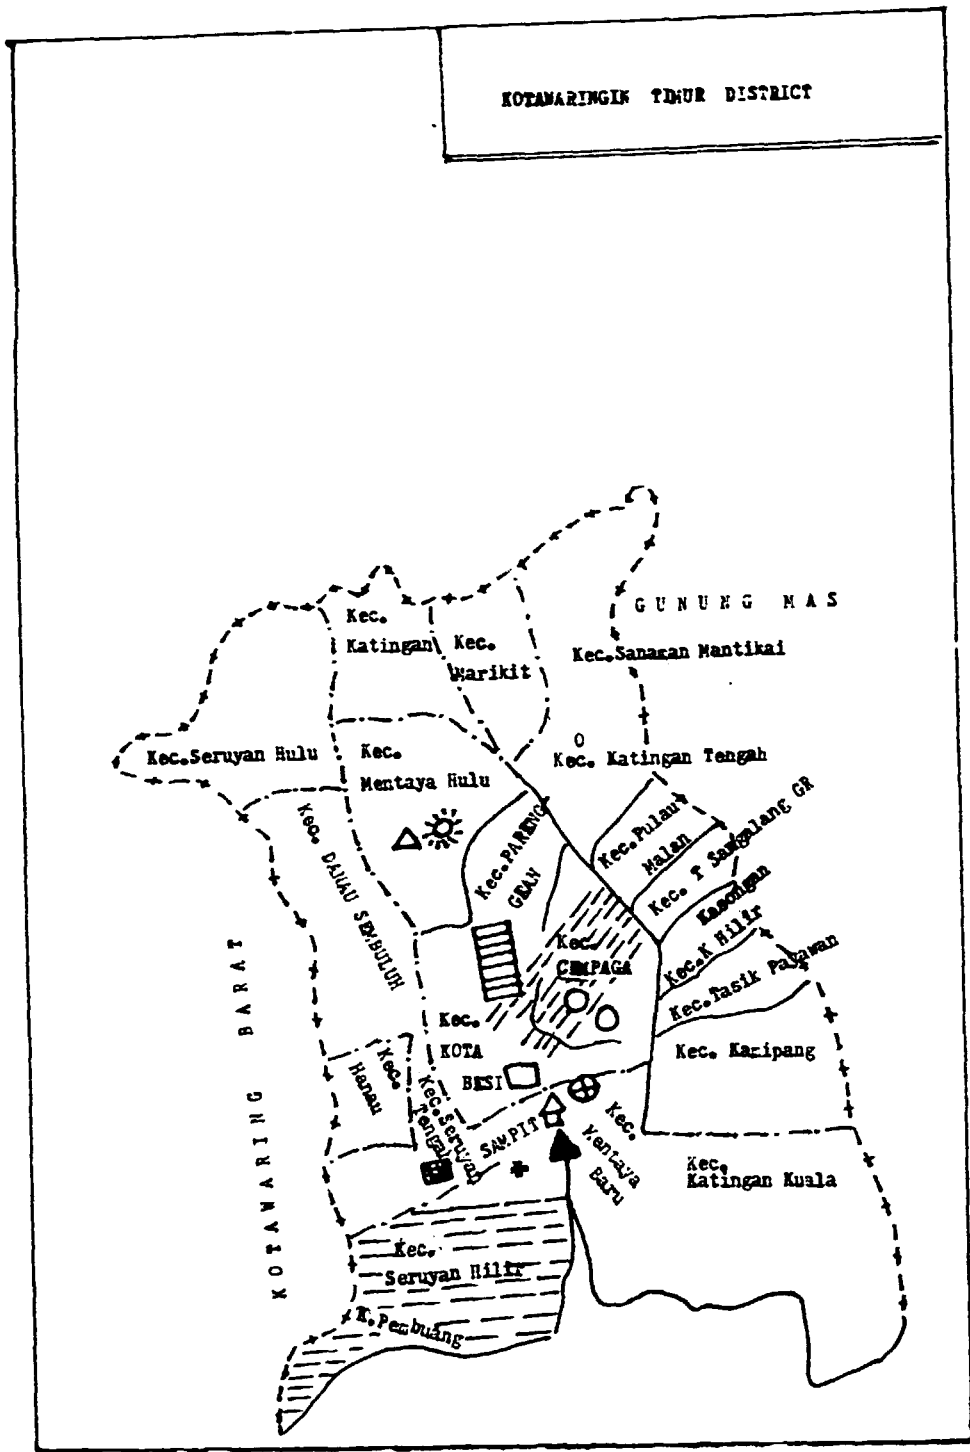 KOTAWARINGIN TIMUR DISTRICT
GUNUNG MAS
Kec.
Katingan
Kec.
Marikit
Kec.Sanaman Mantikai
O
Kec.Seruyan Hulu
Kec.
Mentaya Hulu
Kec. Katingan Tengah
Kec. DANAU SEMBULUH
Kec.PARENG
GEAN
Kec.Pulau
Malan
Kec. T Sangalang GR
Kasongan
Kec.K Hilir
Kec.Tasik Payawan
Kec.
CEMPAGA
KOTAWARING BARAT
Kec.
KOTA
BESI
Kec. Kamipang
Kec.
Hanau
Kec.Seruyan
Tengah
SAMPIT
Kec.
Mentaya
Baru
Kec.
Katingan Kuala
Kec.
Seruyan Hilir
K.Pembuang